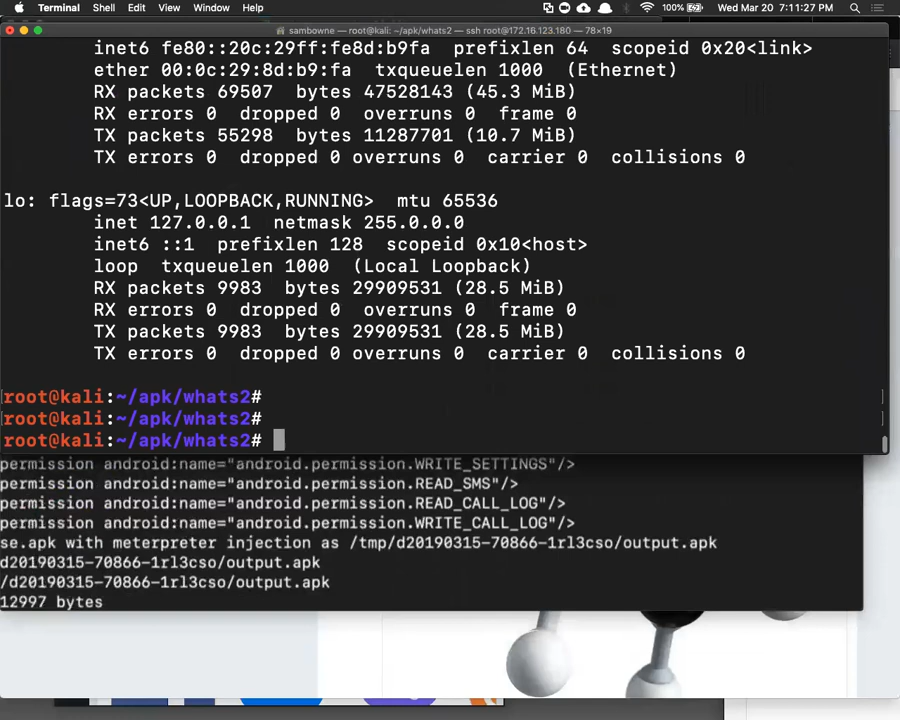 Terminal Shell Edit View Window Help 100% Wed Mar 20 7:11:27 PM
sambowne — root@kali: ~/apk/whats2 — ssh root@172.16.123.180 — 78×19
inet6 fe80::20c:29ff:fe8d:b9fa prefixlen 64 scopeid 0x20<link>
ether 00:0c:29:8d:b9:fa txqueuelen 1000 (Ethernet)
RX packets 69507 bytes 47528143 (45.3 MiB)
RX errors 0 dropped 0 overruns 0 frame 0
TX packets 55298 bytes 11287701 (10.7 MiB)
TX errors 0 dropped 0 overruns 0 carrier 0 collisions 0
lo: flags=73<UP,LOOPBACK,RUNNING> mtu 65536
inet 127.0.0.1 netmask 255.0.0.0
inet6 ::1 prefixlen 128 scopeid 0x10<host>
loop txqueuelen 1000 (Local Loopback)
RX packets 9983 bytes 29909531 (28.5 MiB)
RX errors 0 dropped 0 overruns 0 frame 0
TX packets 9983 bytes 29909531 (28.5 MiB)
TX errors 0 dropped 0 overruns 0 carrier 0 collisions 0
root@kali:~/apk/whats2#
root@kali:~/apk/whats2#
root@kali:~/apk/whats2#
permission android:name="android.permission.WRITE_SETTINGS"/>
permission android:name="android.permission.READ_SMS"/>
permission android:name="android.permission.READ_CALL_LOG"/>
permission android:name="android.permission.WRITE_CALL_LOG"/>
se.apk with meterpreter injection as /tmp/d20190315-70866-1rl3cso/output.apk
d20190315-70866-1rl3cso/output.apk
/d20190315-70866-1rl3cso/output.apk
12997 bytes